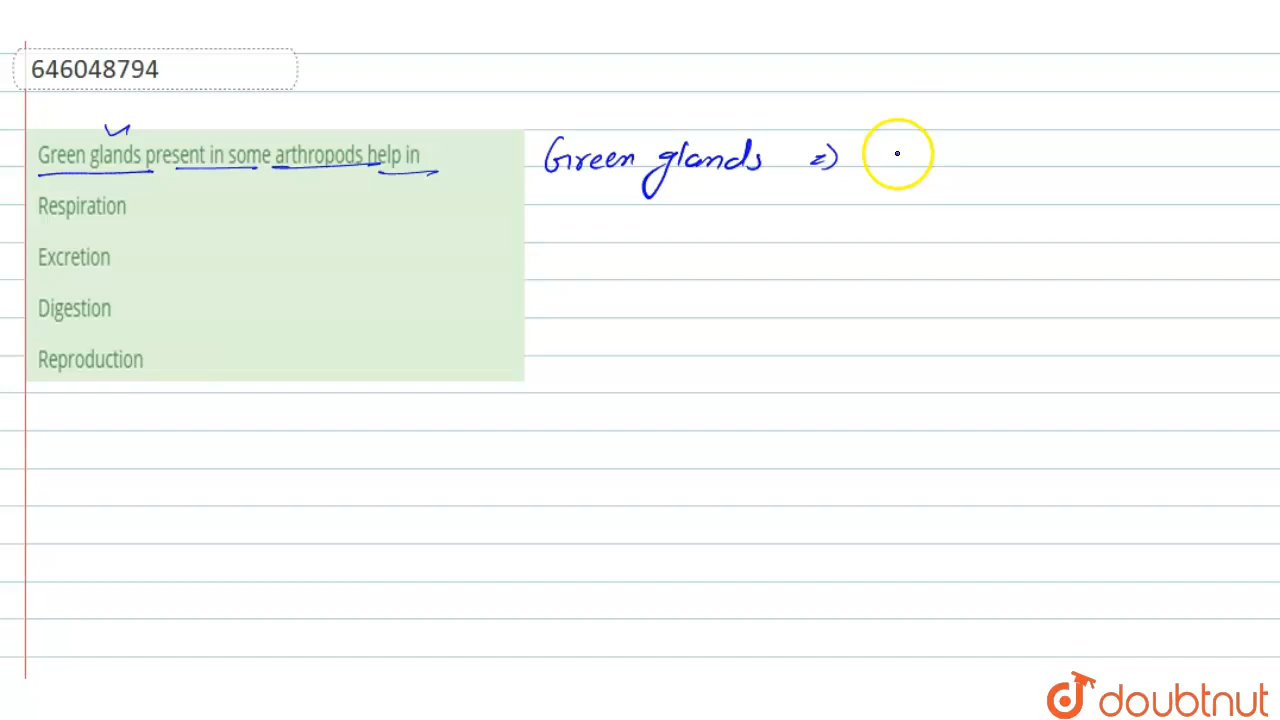 646048794
Green glands present in some arthropods help in
Green glands =>
Respiration
Excretion
Digestion
Reproduction
doubtnut